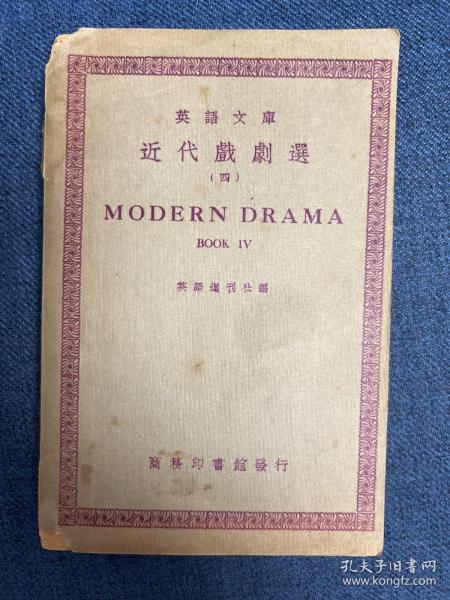 英語文庫
近代戲劇選
（四）
MODERN DRAMA
BOOK IV
英語週刊社編
商務印書館發行
孔夫子旧书网
www.kongfz.com